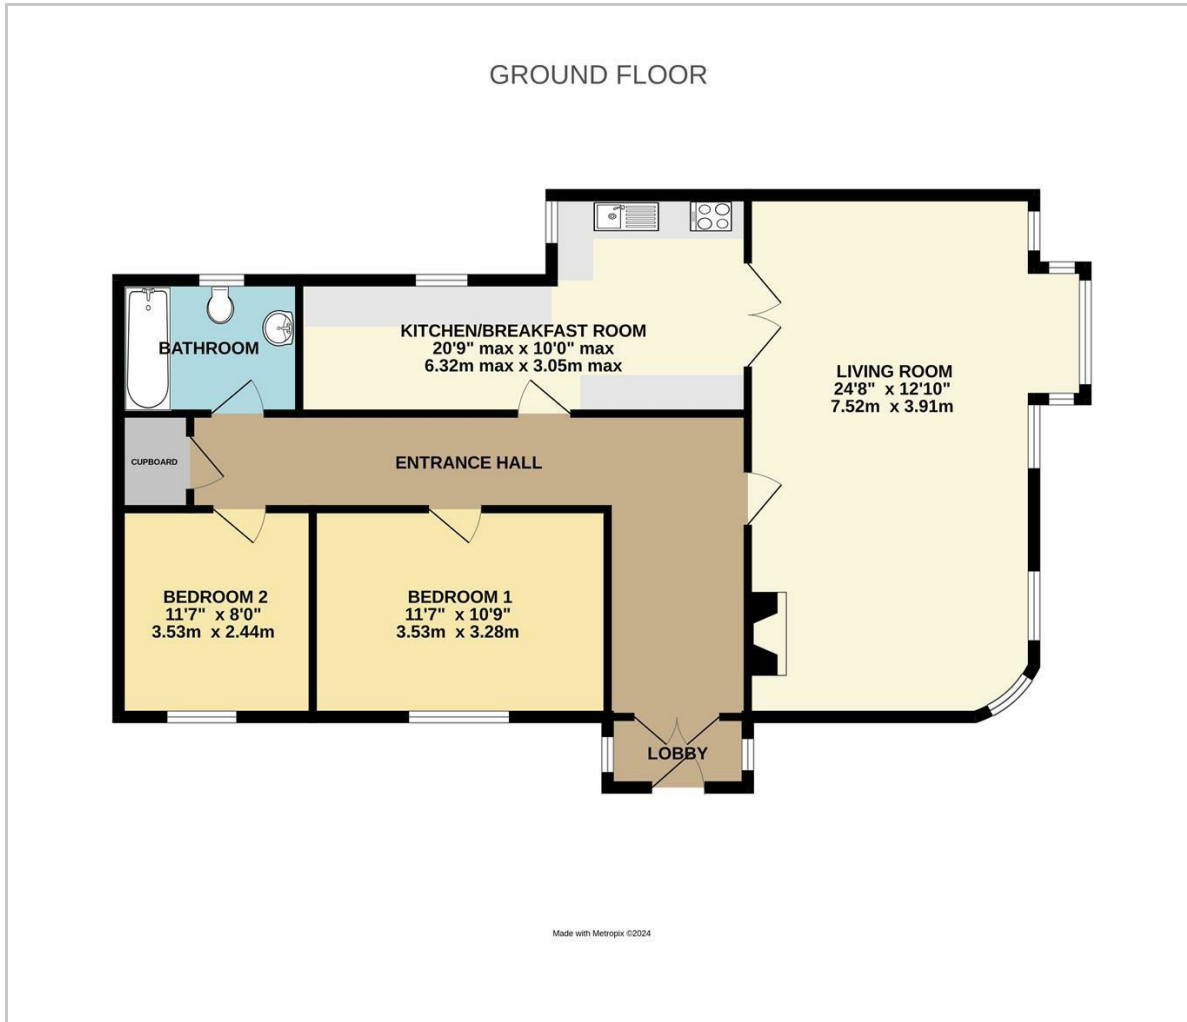 GROUND FLOOR
KITCHEN/BREAKFAST ROOM
20'9" max x 10'0" max
6.32m max x 3.05m max
BATHROOM
LIVING ROOM
24'8" x 12'10"
7.52m x 3.91m
CUPBOARD
ENTRANCE HALL
BEDROOM 2
11'7" x 8'0"
3.53m x 2.44m
BEDROOM 1
11'7" x 10'9"
3.53m x 3.28m
LOBBY
Made with Metropix ©2024